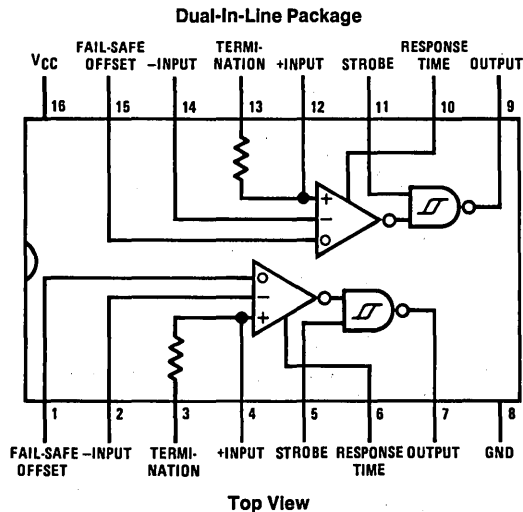 Dual-In-Line Package
VCC
FAIL-SAFE
OFFSET
–INPUT
TERMI-
NATION
+INPUT
STROBE
RESPONSE
TIME
OUTPUT
16 15 14 13 12 11 10 9
+
–
+
–
1 2 3 4 5 6 7 8
FAIL-SAFE
OFFSET
–INPUT
TERMI-
NATION
+INPUT
STROBE
RESPONSE
TIME
OUTPUT
GND
Top View